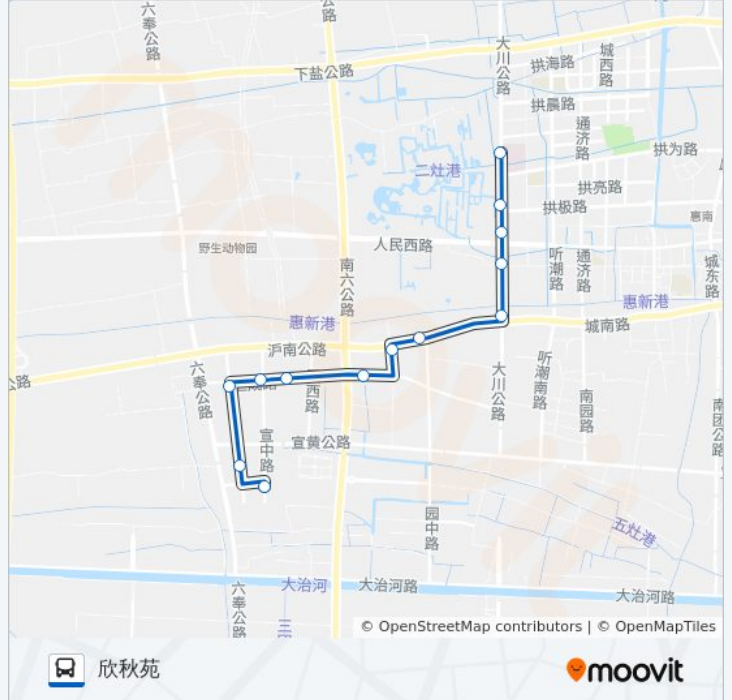 六奉公路
公路
大川公路
城西路
拱海路
下盐公路
拱晨路
通济路
拱为路
二灶港
拱亮路
拱极路
惠南
人民西路
野生动物园
听潮路
通济路
城东路
南六公路
惠新港
惠新港
城南路
沪南公路
六奉公路
公路
西路
大川公路
听潮南路
南园路
南团公路
宣中路
宣黄公路
园中路
五灶港
大治河
大治河路
大治河路
六奉公路
© OpenStreetMap contributors | © OpenMapTiles
欣秋苑
moovit